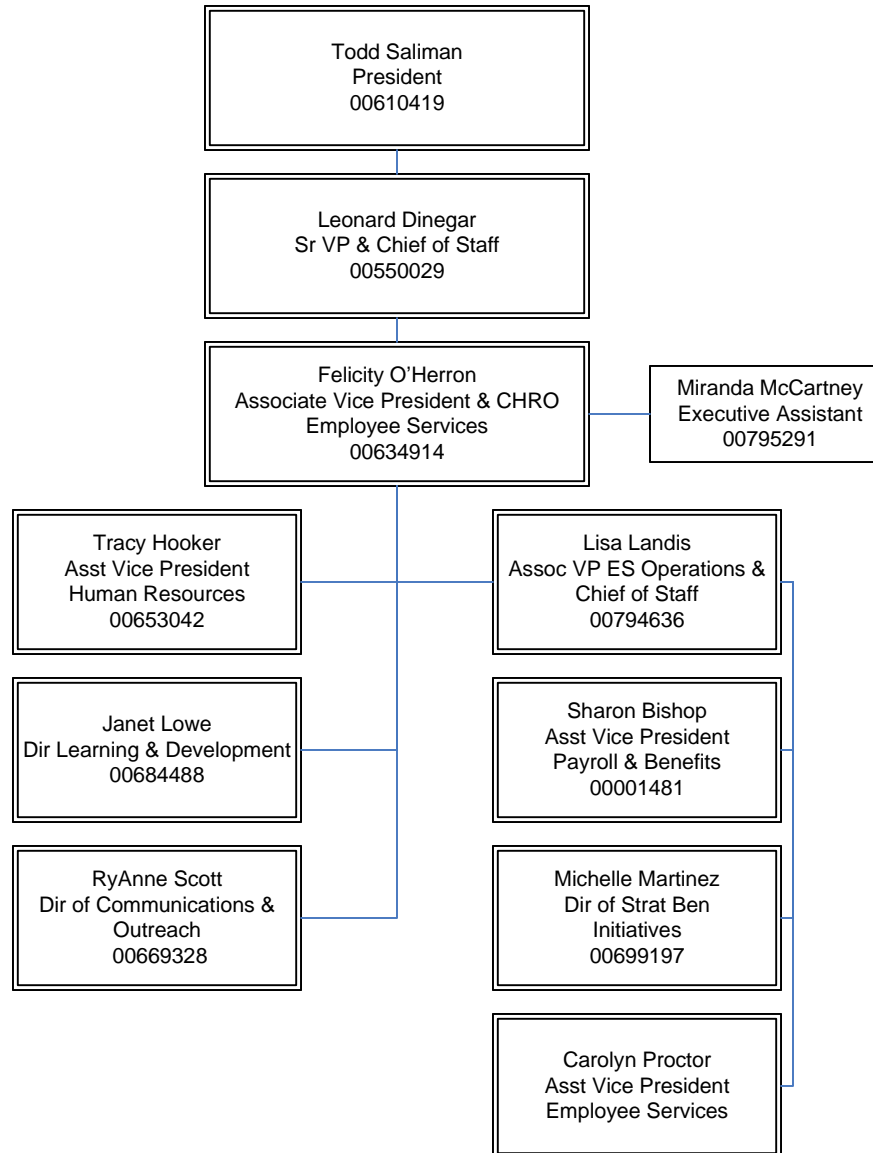 Todd Saliman
President
00610419
Leonard Dinegar
Sr VP & Chief of Staff
00550029
Felicity O’Herron
Associate Vice President & CHRO
Employee Services
00634914
Miranda McCartney
Executive Assistant
00795291
Tracy Hooker
Asst Vice President
Human Resources
00653042
Lisa Landis
Assoc VP ES Operations &
Chief of Staff
00794636
Janet Lowe
Dir Learning & Development
00684488
Sharon Bishop
Asst Vice President
Payroll & Benefits
00001481
RyAnne Scott
Dir of Communications &
Outreach
00669328
Michelle Martinez
Dir of Strat Ben
Initiatives
00699197
Carolyn Proctor
Asst Vice President
Employee Services